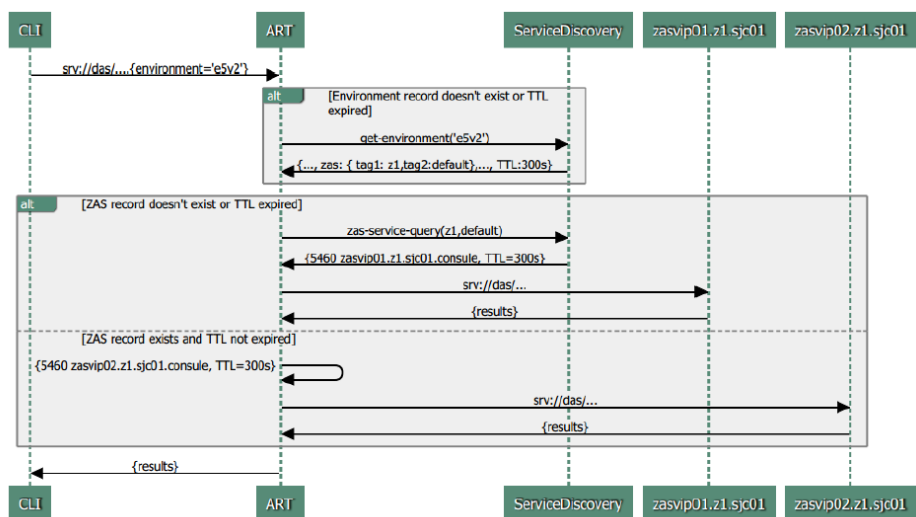 CLI ART ServiceDiscovery zasvip01.z1.sjc01 zasvip02.z1.sjc01
srv://das/....{environment='e5v2'}
alt [Environment record doesn't exist or TTL
expired]
get-environment('e5v2')
{..., zas: { tag1: z1,tag2:default},..., TTL:300s}
alt [ZAS record doesn't exist or TTL expired]
zas-service-query(z1,default)
{5460 zasvip01.z1.sjc01.consule, TTL=300s}
srv://das/...
{results}
[ZAS record exists and TTL not expired]
{5460 zasvip02.z1.sjc01.consule, TTL=300s}
srv://das/...
{results}
{results}
CLI ART ServiceDiscovery zasvip01.z1.sjc01 zasvip02.z1.sjc01